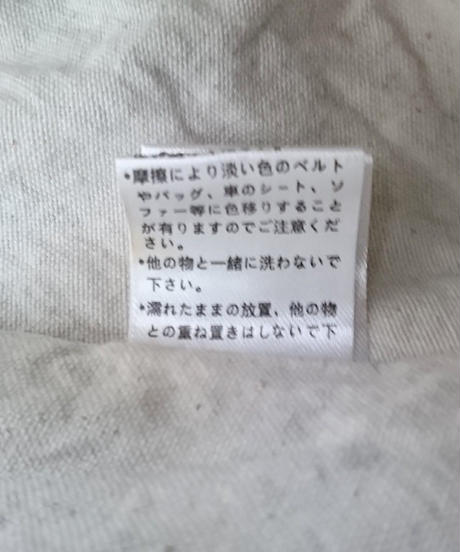 ・摩擦により淡い色のベルト
やバッグ、車のシート、ソ
ファー等に色移りすること
が有りますのでご注意くだ
さい。
・他の物と一緒に洗わないで
下さい。
・濡れたままの放置、他の物
との重ね置きはしないで下